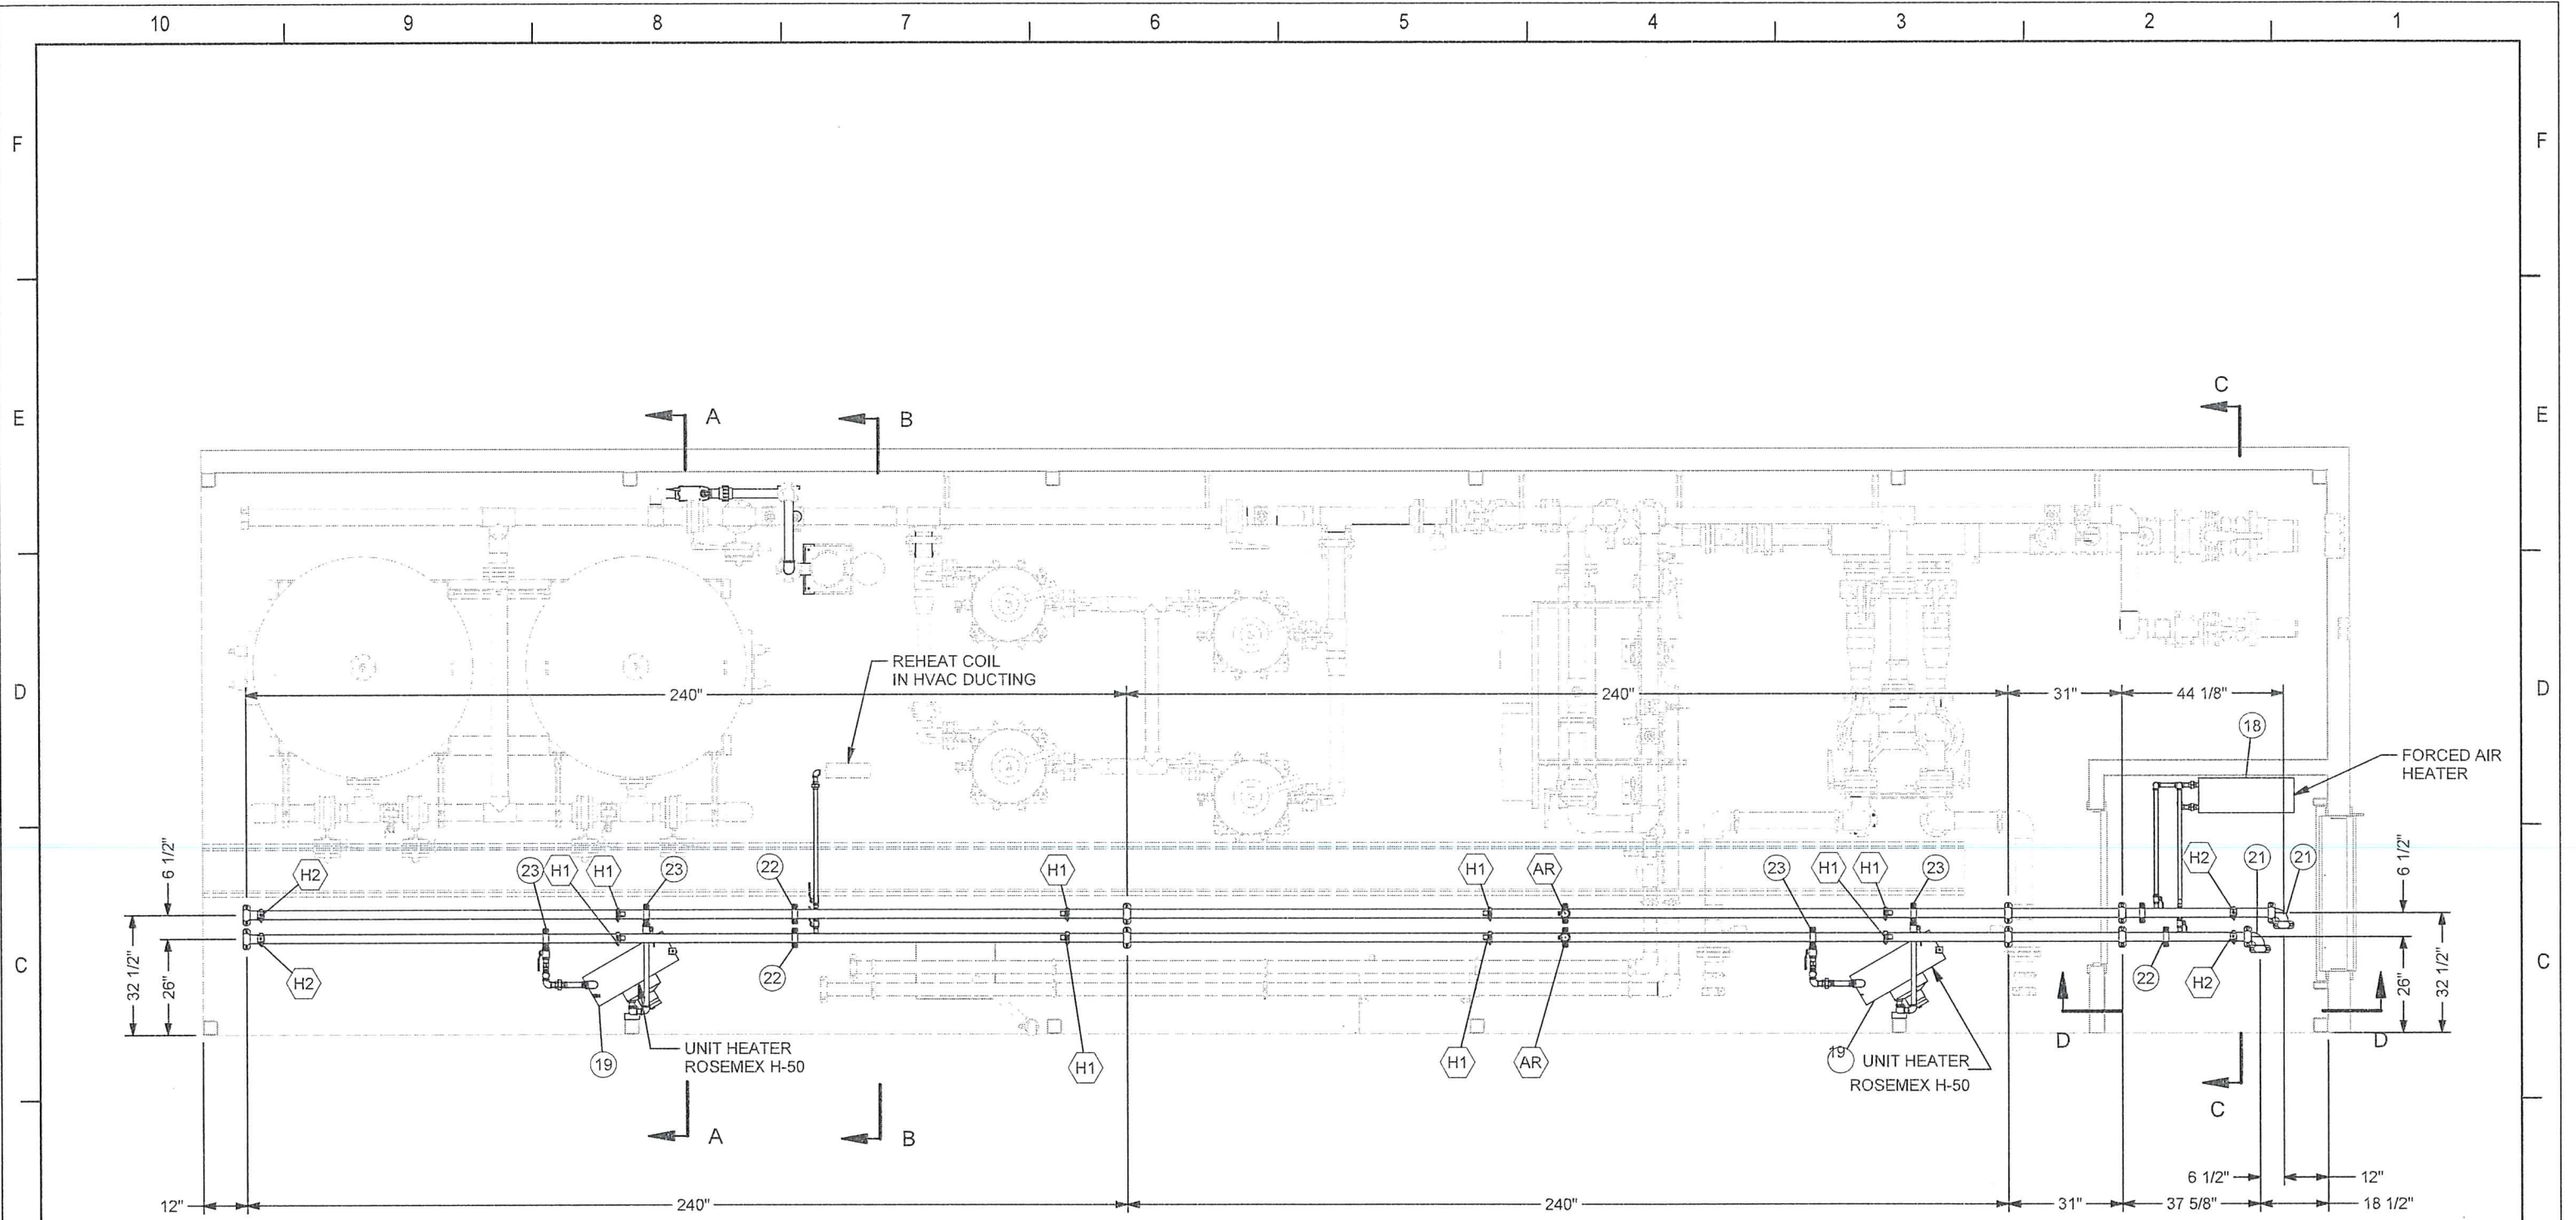 10 9 8 7 6 5 4 3 2 1
F
F
E
E
A
B
C
REHEAT COIL
IN HVAC DUCTING
D
D
240"
240"
31"
44 1/8"
18
FORCED AIR
HEATER
6 1/2"
32 1/2"
26"
H2
23
H1
H1
23
22
H1
H1
AR
23
H1
H1
23
H2
21
21
6 1/2"
26"
32 1/2"
C
C
H2
22
22
H2
19
UNIT HEATER
ROSEMEX H-50
H1
H1
AR
19
UNIT HEATER
ROSEMEX H-50
D
D
A
B
C
6 1/2"
12"
12"
240"
240"
31"
37 5/8"
18 1/2"